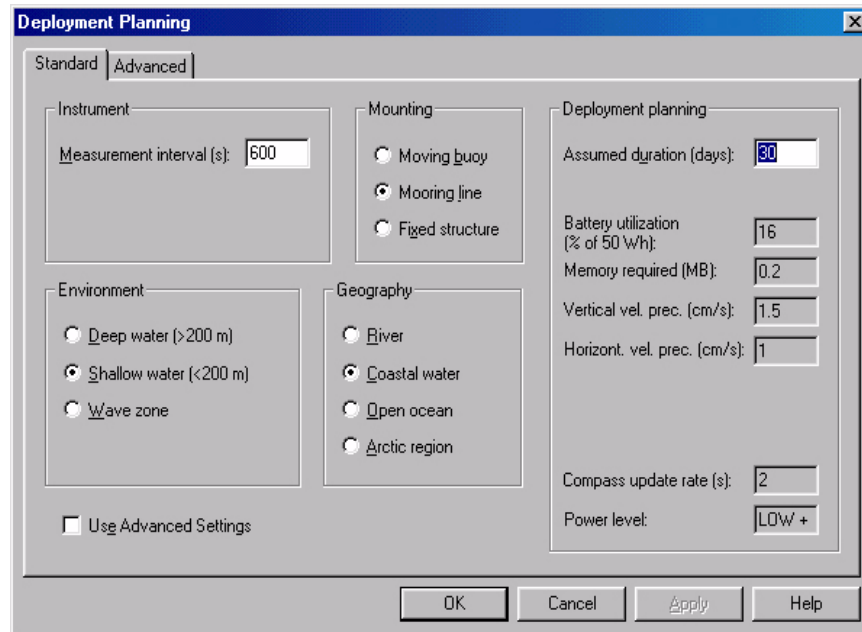 Deployment Planning
Standard
Advanced
Instrument
Measurement interval (s): 600
Mounting
Moving buoy
Mooring line
Fixed structure
Deployment planning
Assumed duration (days): 30
Battery utilization
(% of 50 Wh): 16
Memory required (MB): 0.2
Vertical vel. prec. (cm/s): 1.5
Horizont. vel. prec. (cm/s): 1
Compass update rate (s): 2
Power level: LOW +
Environment
Deep water (>200 m)
Shallow water (<200 m)
Wave zone
Geography
River
Coastal water
Open ocean
Arctic region
Use Advanced Settings
OK
Cancel
Apply
Help